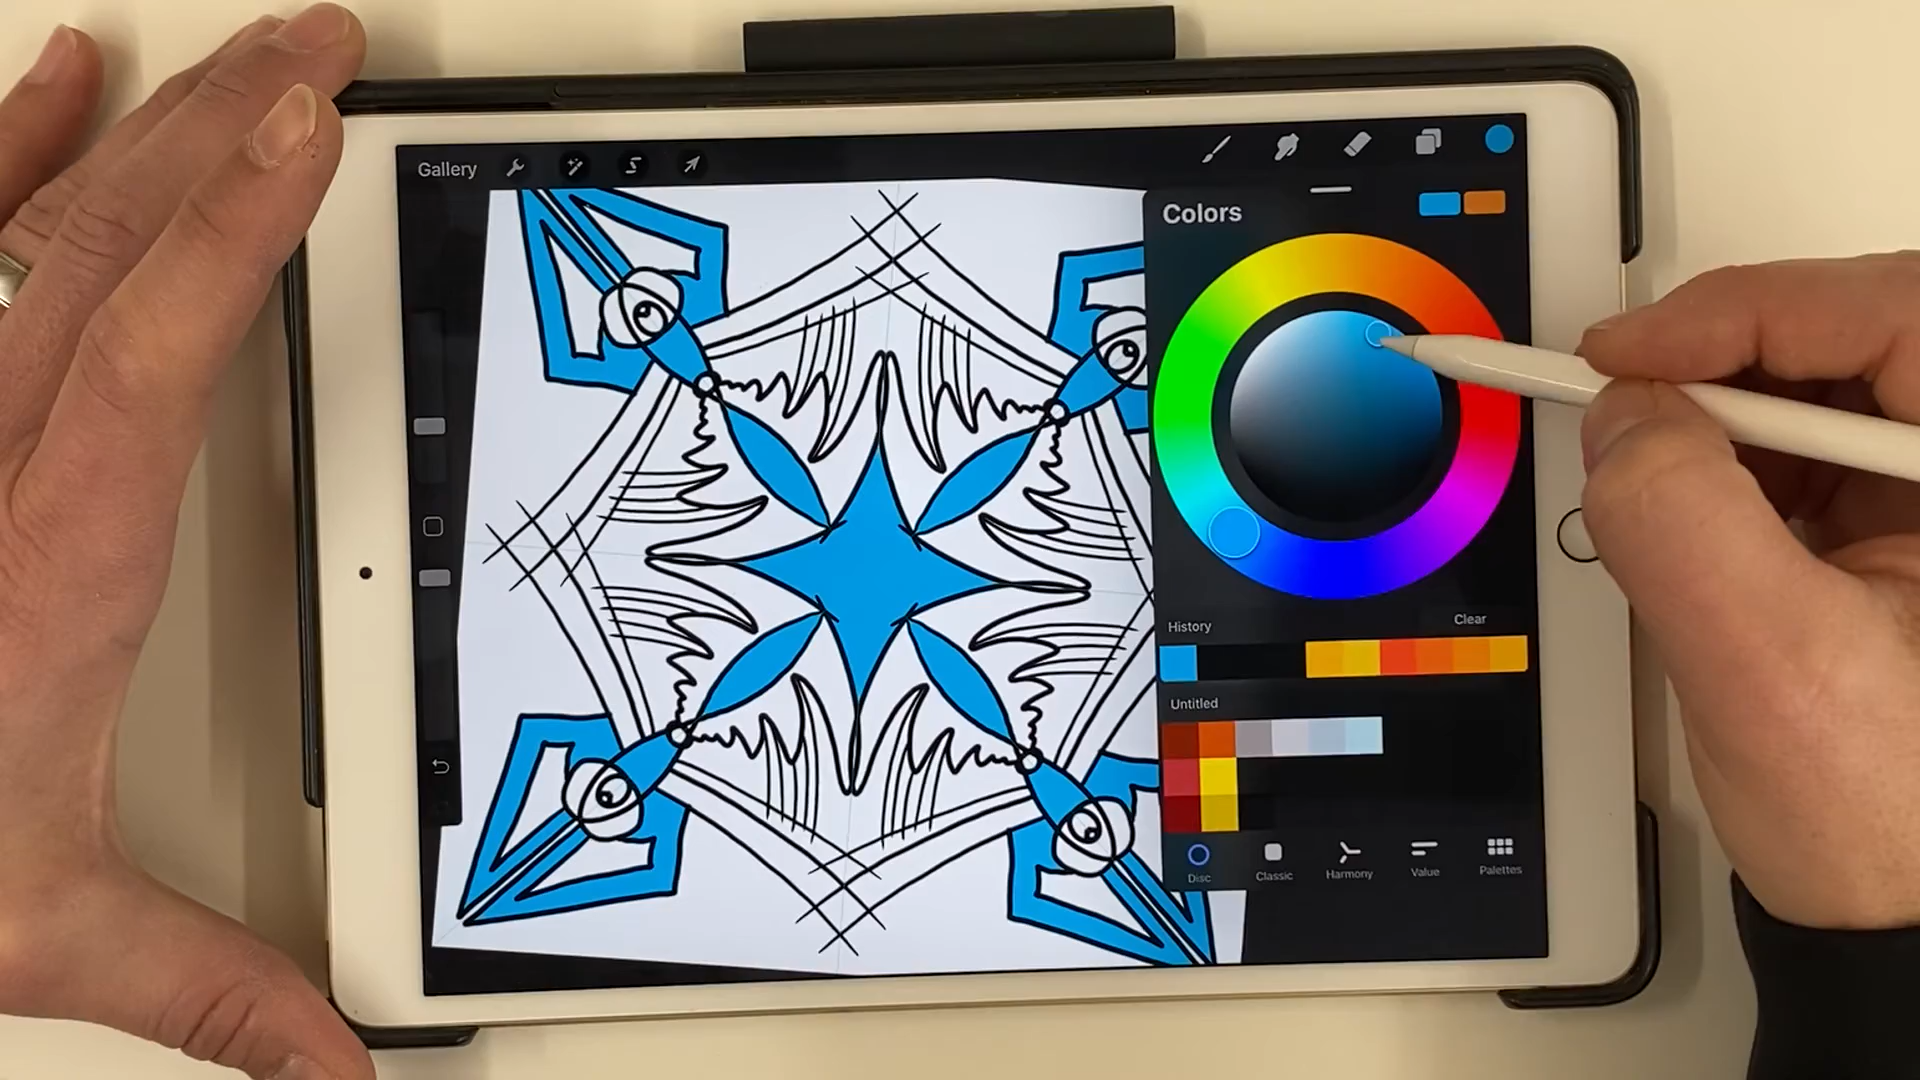 Gallery
Colors
History
Clear
Untitled
Disc
Classic
Harmony
Value
Palettes